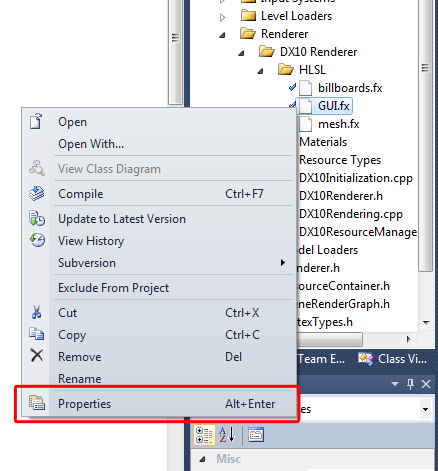 Input Systems
Level Loaders
Renderer
DX10 Renderer
HLSL
billboards.fx
GUI.fx
mesh.fx
Materials
Resource Types
DX10Initialization.cpp
DX10Renderer.h
DX10Rendering.cpp
DX10ResourceManage
del Loaders
nderer.h
sourceContainer.h
eneRenderGraph.h
texTypes.h
Open
Open With...
View Class Diagram
Compile Ctrl+F7
Update to Latest Version
View History
Subversion
Exclude From Project
Cut Ctrl+X
Copy Ctrl+C
Remove Del
Rename
Properties Alt+Enter
Team E...
Class Vi...
es
Misc